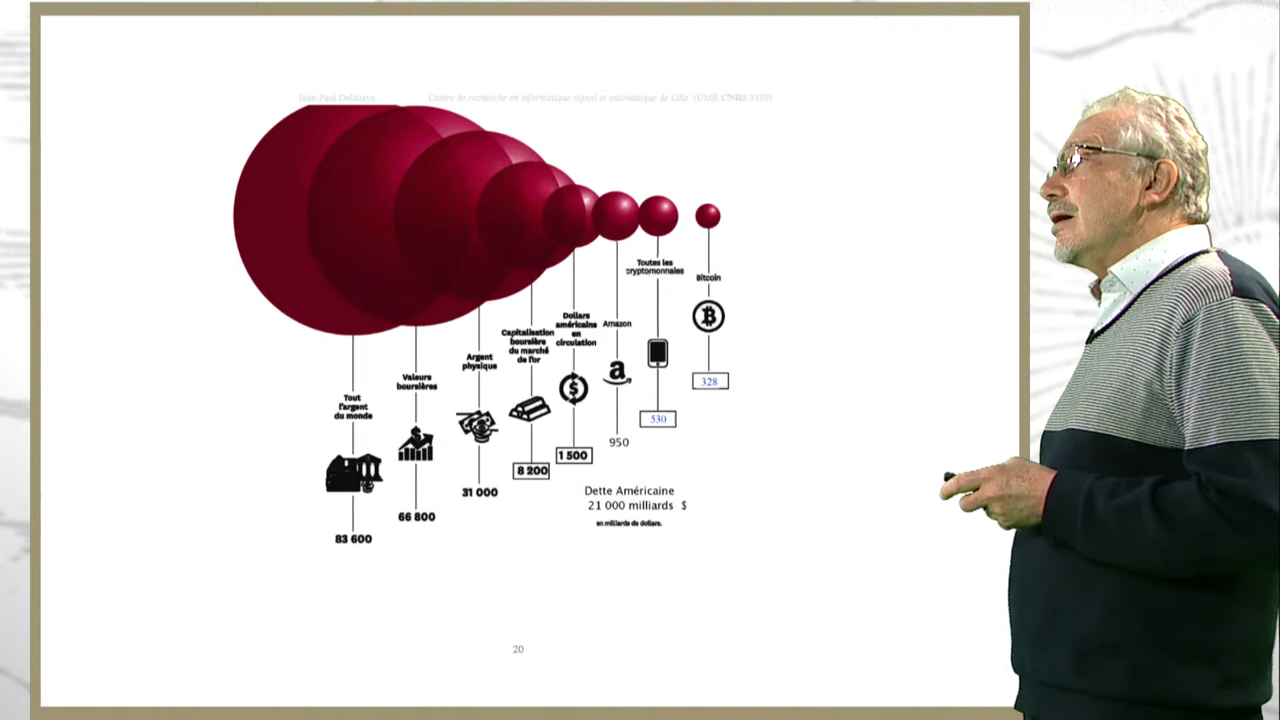 Jean-Paul Delahaye Centre de recherche en informatique signal et automatique de Lille (UMR CNRS 9189)
Toutes les
cryptomonnaies
Bitcoin
Dollars
américains
en
circulation
Amazon
Capitalisation
boursière
du marché
de l'or
Argent
physique
Valeurs
boursières
Tout
l'argent
du monde
328
530
950
1 500
8 200
31 000
66 800
83 600
Dette Américaine
21 000 milliards $
en milliards de dollars.
20